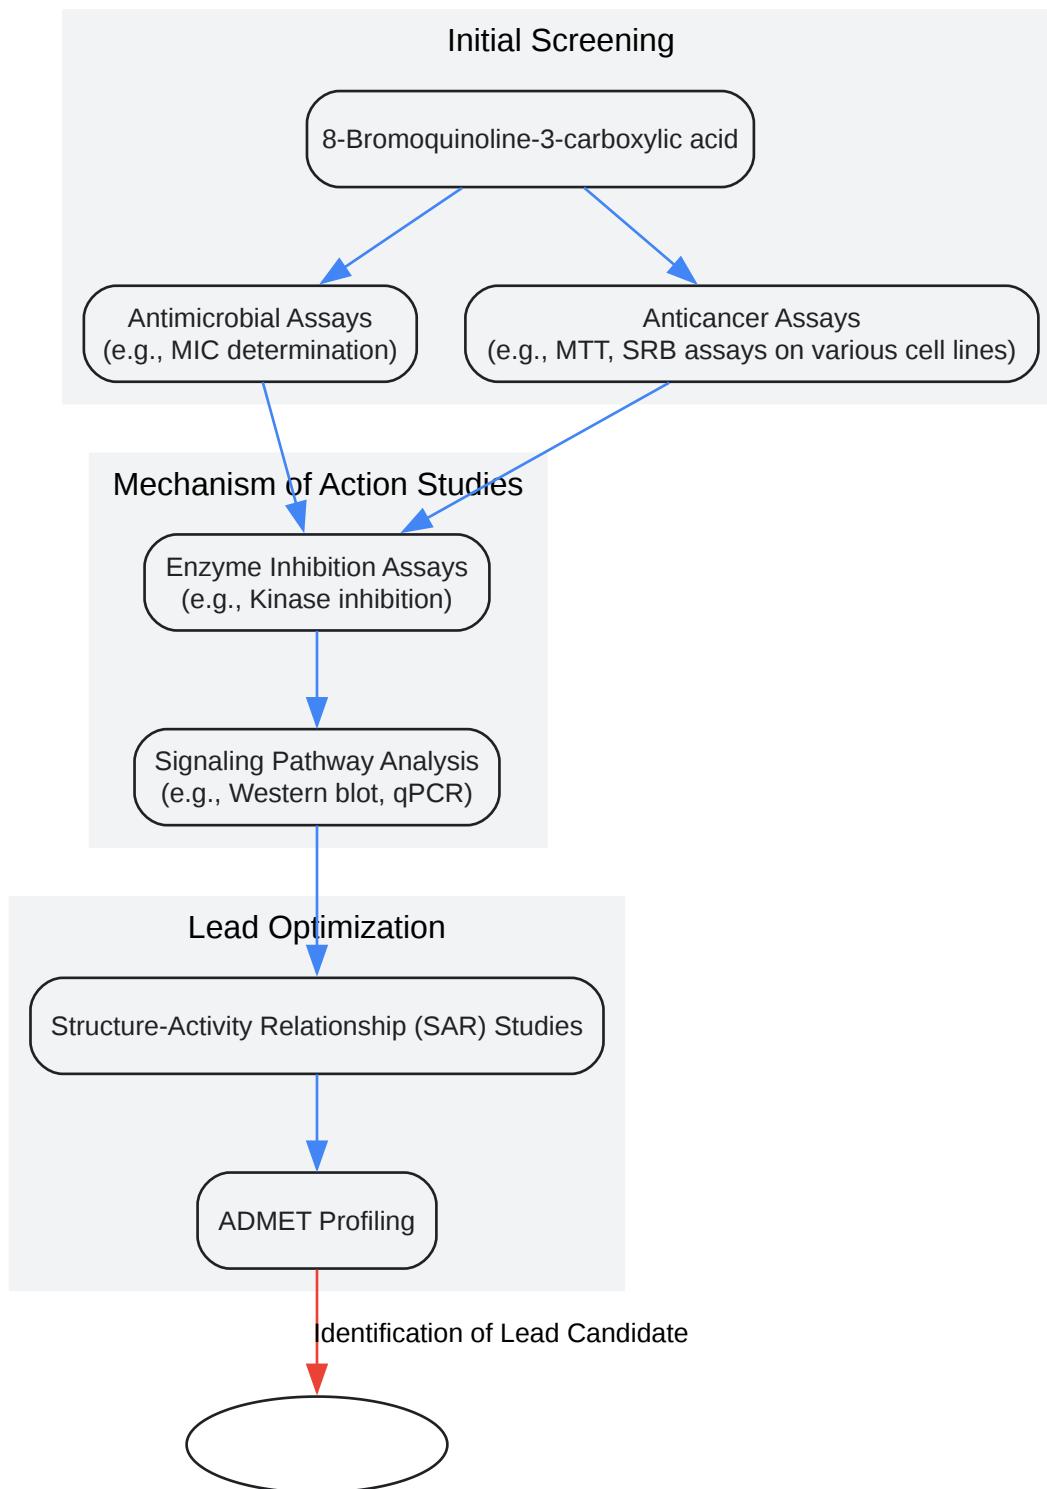 Initial Screening
8-Bromoquinoline-3-carboxylic acid
Antimicrobial Assays
(e.g., MIC determination)
Anticancer Assays
(e.g., MTT, SRB assays on various cell lines)
Mechanism of Action Studies
Enzyme Inhibition Assays
(e.g., Kinase inhibition)
Signaling Pathway Analysis
(e.g., Western blot, qPCR)
Lead Optimization
Structure-Activity Relationship (SAR) Studies
ADMET Profiling
Identification of Lead Candidate